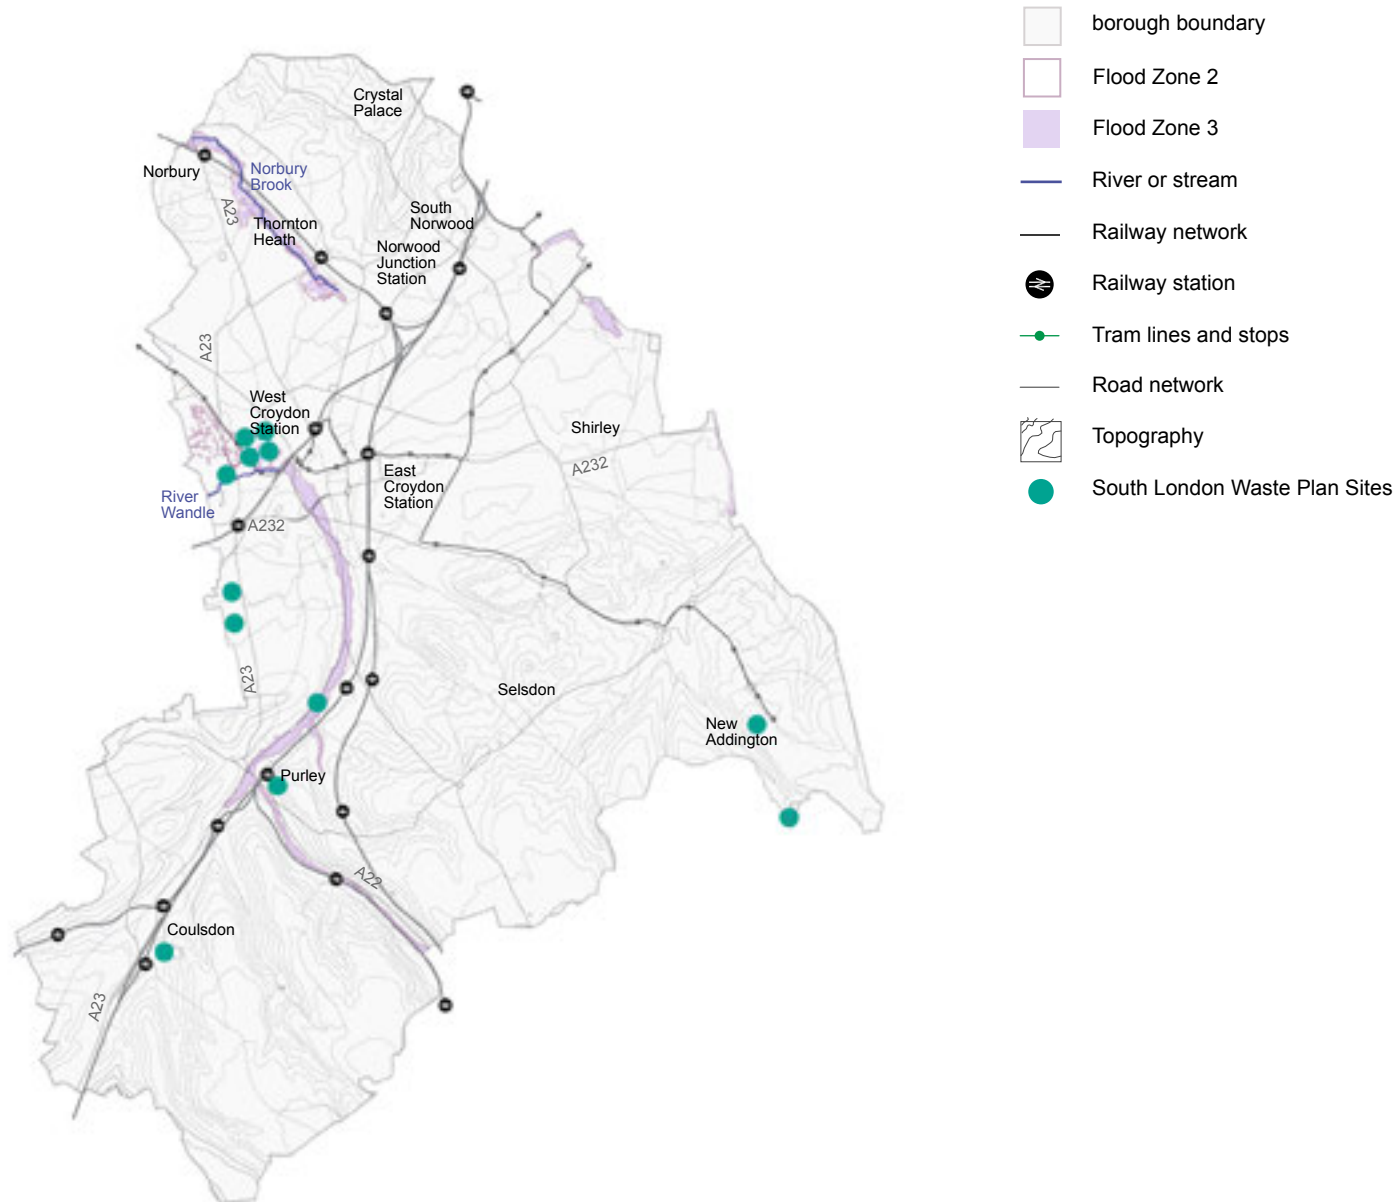 Crystal
Palace
Norbury
Norbury
Brook
A23
Thornton
Heath
South
Norwood
Norwood
Junction
Station
A23
West
Croydon
Station
Shirley
A232
East
Croydon
Station
River
Wandle
A232
A23
Selsdon
New
Addington
Purley
A22
Coulsdon
A23
borough boundary
Flood Zone 2
Flood Zone 3
River or stream
Railway network
Railway station
Tram lines and stops
Road network
Topography
South London Waste Plan Sites